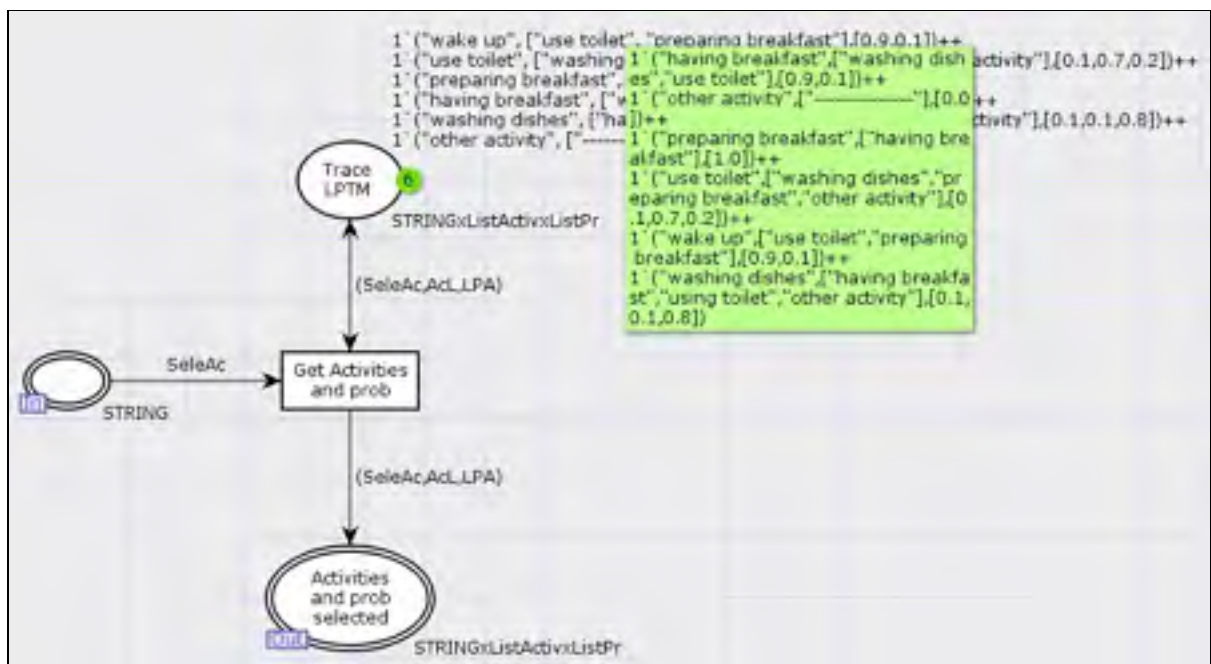 1`("wake up", ["use toilet", "preparing breakfast"],[0.9,0.1])++
1`("use toilet", ["washing
activity"],[0.1,0.7,0.2])++
1`("preparing breakfast",
1`("having breakfast", ["w
++
1`("washing dishes", ["ha
ctivity"],[0.1,0.1,0.8])++
1`("other activity", ["------
1`("having breakfast",["washing dish
es","use toilet"],[0.9,0.1])++
1`("other activity",["----------------"],[0.0
])++
1`("preparing breakfast",["having bre
akfast"],[1.0])++
1`("use toilet",["washing dishes","pr
eparing breakfast","other activity"],[0
.1,0.7,0.2])++
1`("wake up",["use toilet","preparing
breakfast"],[0.9,0.1])++
1`("washing dishes",["having breakfa
st","using toilet","other activity"],[0.1,
0.1,0.8])
Trace
LPTM
6
STRINGxListActivxListPr
(SeleAc,AcL,LPA)
SeleAc
Get Activities
and prob
In
STRING
(SeleAc,AcL,LPA)
Activities
and prob
selected
Out
STRINGxListActivxListPr